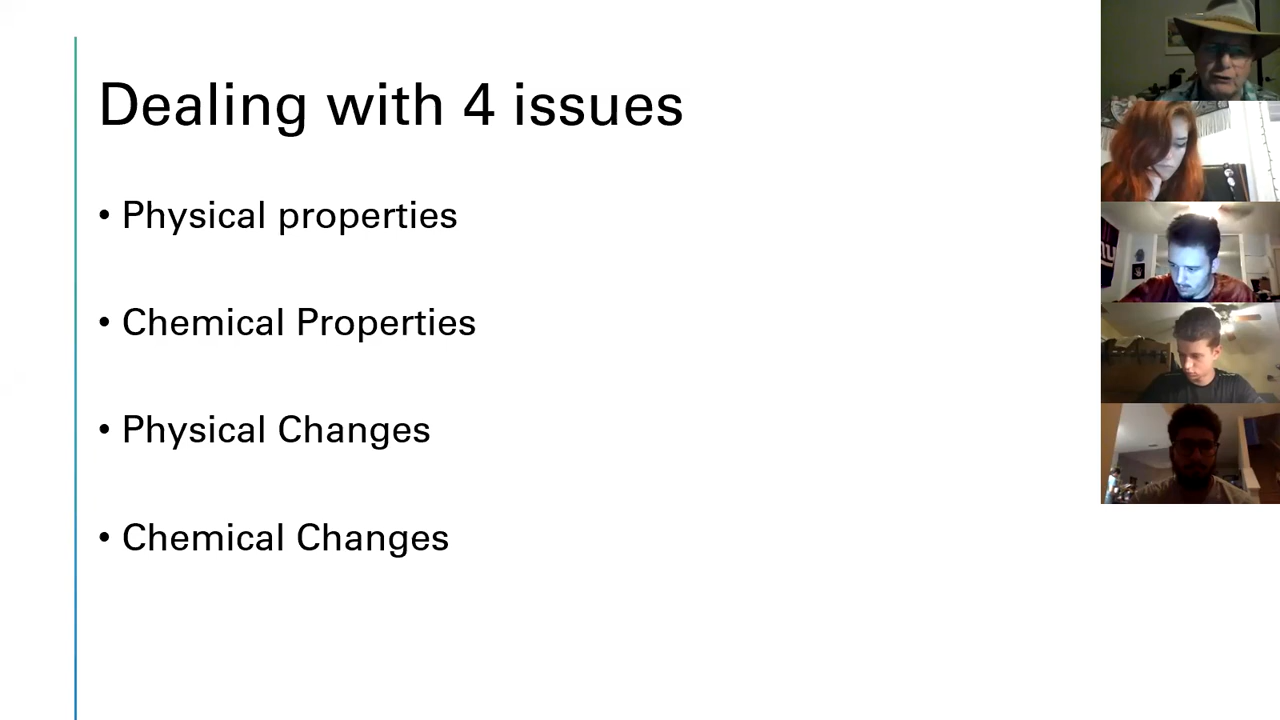 Dealing with 4 issues
• Physical properties
• Chemical Properties
• Physical Changes
• Chemical Changes